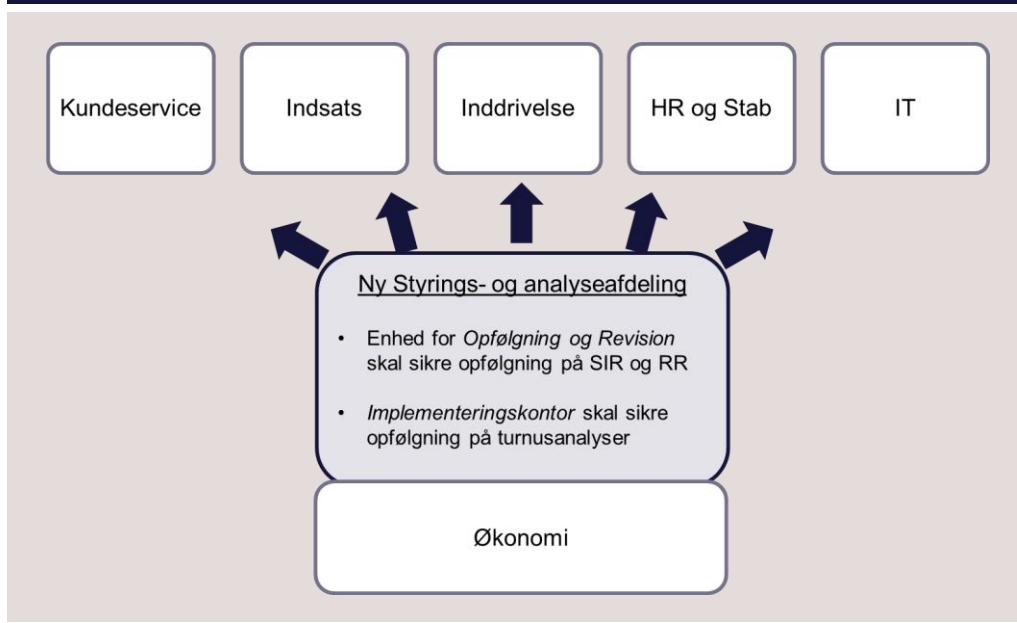 Kundeservice
Indsats
Inddrivelse
HR og Stab
IT
Ny Styrings- og analyseafdeling
• Enhed for Opfølgning og Revision
skal sikre opfølgning på SIR og RR
• Implementeringskontor skal sikre
opfølgning på turnusanalyser
Økonomi